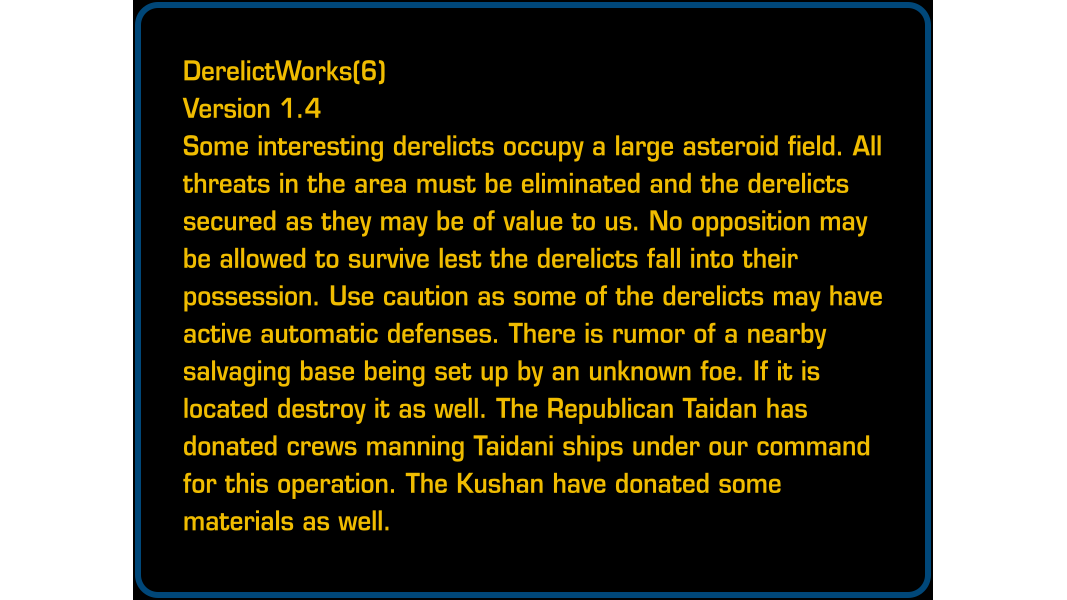 DerelictWorks(6)
Version 1.4
Some interesting derelicts occupy a large asteroid field. All
threats in the area must be eliminated and the derelicts
secured as they may be of value to us. No opposition may
be allowed to survive lest the derelicts fall into their
possession. Use caution as some of the derelicts may have
active automatic defenses. There is rumor of a nearby
salvaging base being set up by an unknown foe. If it is
located destroy it as well. The Republican Taidan has
donated crews manning Taidani ships under our command
for this operation. The Kushan have donated some
materials as well.